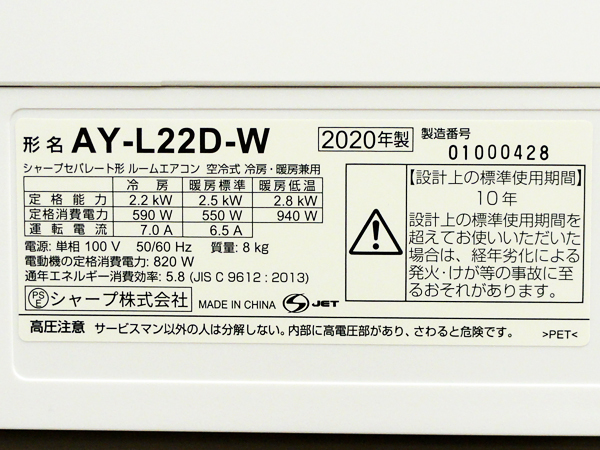 形名 AY-L22D-W 2020年製 製造番号 01000428
シャープセパレート形 ルームエアコン 空冷式 冷房・暖房兼用
冷房 暖房標準 暖房低温
定格能力 2.2 kW 2.5 kW 2.8 kW
定格消費電力 590 W 550 W 940 W
運転電流 7.0 A 6.5 A
電源: 単相 100 V 50/60 Hz 質量: 8 kg
電動機の定格消費電力: 820 W
通年エネルギー消費効率: 5.8 (JIS C 9612 : 2013)
PSE シャープ株式会社 MADE IN CHINA S JET
【設計上の標準使用期間】
10年
設計上の標準使用期間を
超えてお使いいただいた
場合は、経年劣化による
発火・けが等の事故に至
るおそれがあります。
高圧注意 サービスマン以外の人は分解しない。内部に高電圧部があり、さわると危険です。 >PET<